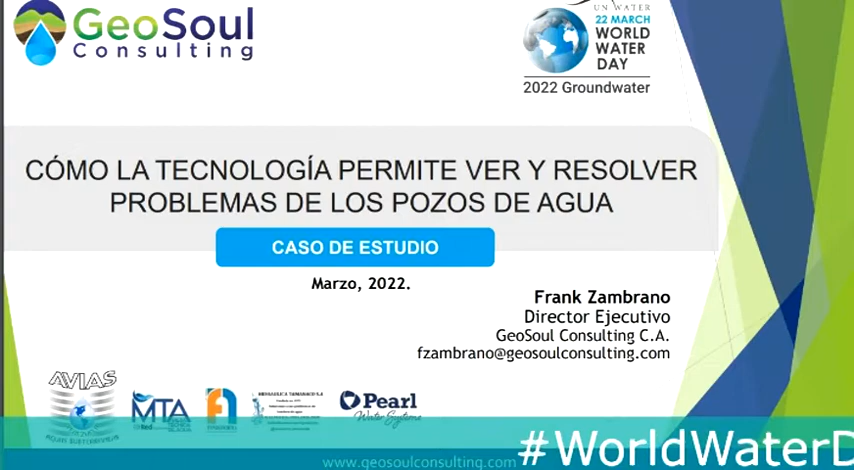 GeoSoul
Consulting
UN WATER
22 MARCH
WORLD
WATER
DAY
2022 Groundwater
CÓMO LA TECNOLOGÍA PERMITE VER Y RESOLVER
PROBLEMAS DE LOS POZOS DE AGUA
CASO DE ESTUDIO
Marzo, 2022.
Frank Zambrano
Director Ejecutivo
GeoSoul Consulting C.A.
fzambrano@geosoulconsulting.com
AVIAS
MTA
Pearl
Water Systems
#WorldWaterD
www.geosoulconsulting.com